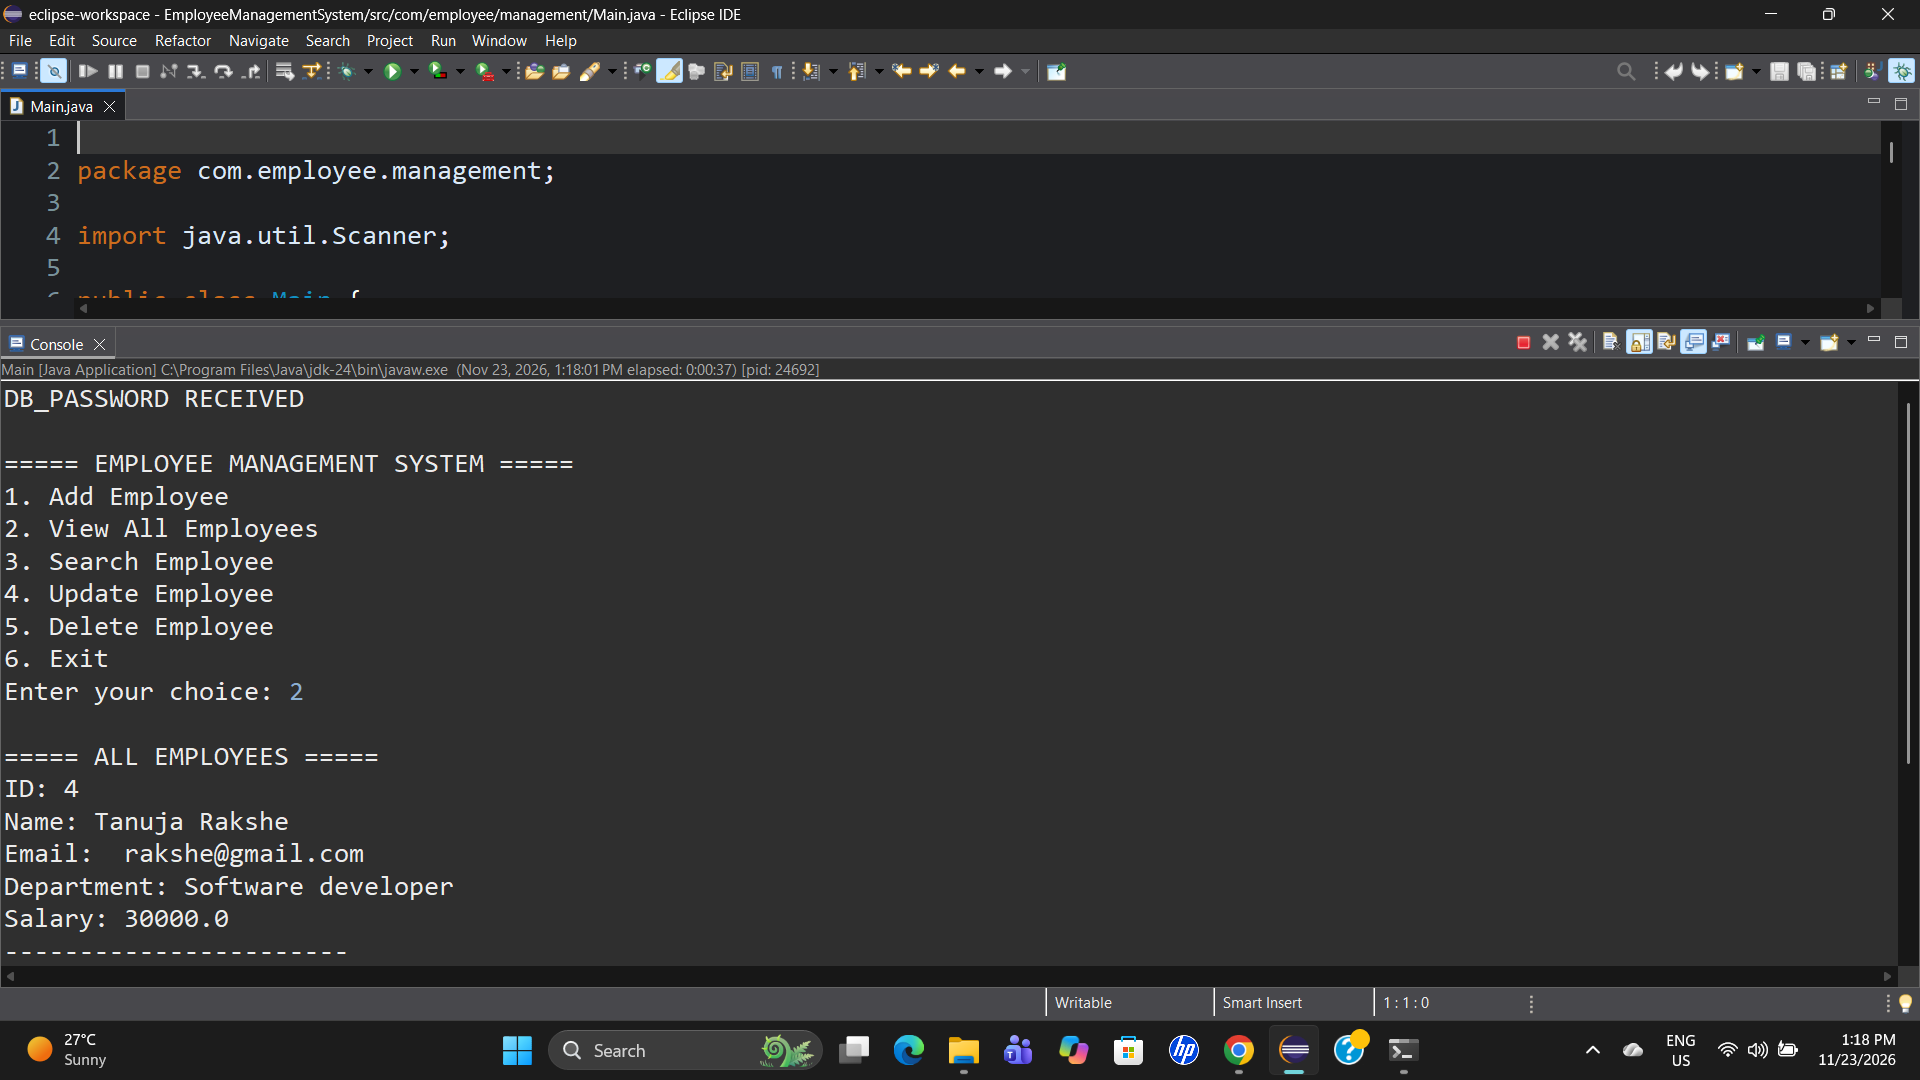 eclipse-workspace - EmployeeManagementSystem/src/com/employee/management/Main.java - Eclipse IDE
File Edit Source Refactor Navigate Search Project Run Window Help
Main.java
1
2 package com.employee.management;
3
4 import java.util.Scanner;
5
6 public class Main {
Console
Main [Java Application] C:\Program Files\Java\jdk-24\bin\javaw.exe (Nov 23, 2026, 1:18:01 PM elapsed: 0:00:37) [pid: 24692]
DB_PASSWORD RECEIVED
===== EMPLOYEE MANAGEMENT SYSTEM =====
1. Add Employee
2. View All Employees
3. Search Employee
4. Update Employee
5. Delete Employee
6. Exit
Enter your choice: 2
===== ALL EMPLOYEES =====
ID: 4
Name: Tanuja Rakshe
Email:  rakshe@gmail.com
Department: Software developer
Salary: 30000.0
-----------------------
Writable Smart Insert 1 : 1 : 0
27°C
Sunny
Search
ENG
US
1:18 PM
11/23/2026